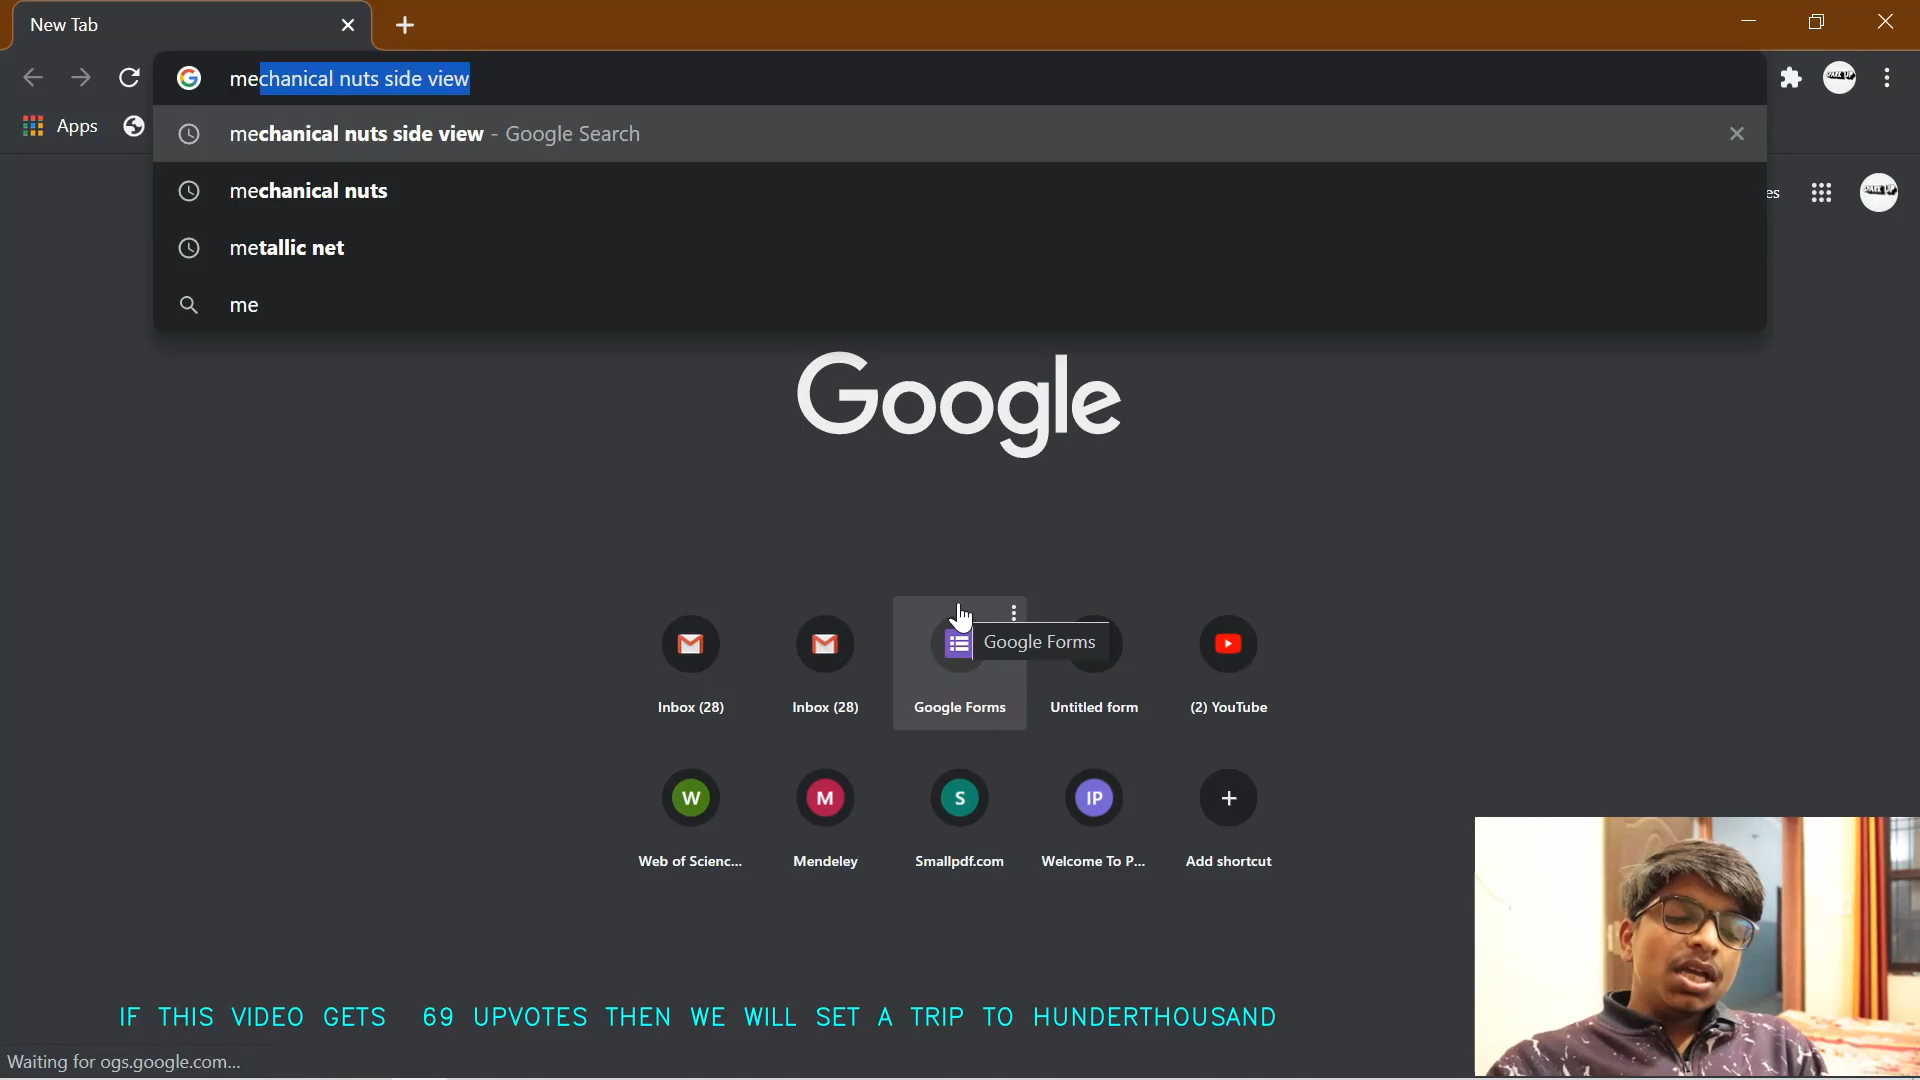 New Tab
mechanical nuts side view
Apps
mechanical nuts side view - Google Search
mechanical nuts
es
metallic net
me
Google
Google Forms
Inbox (28) Inbox (28) Google Forms Untitled form (2) YouTube
W M S IP
Web of Scienc... Mendeley Smallpdf.com Welcome To P... Add shortcut
IF THIS VIDEO GETS 69 UPVOTES THEN WE WILL SET A TRIP TO HUNDERTHOUSAND
Waiting for ogs.google.com...